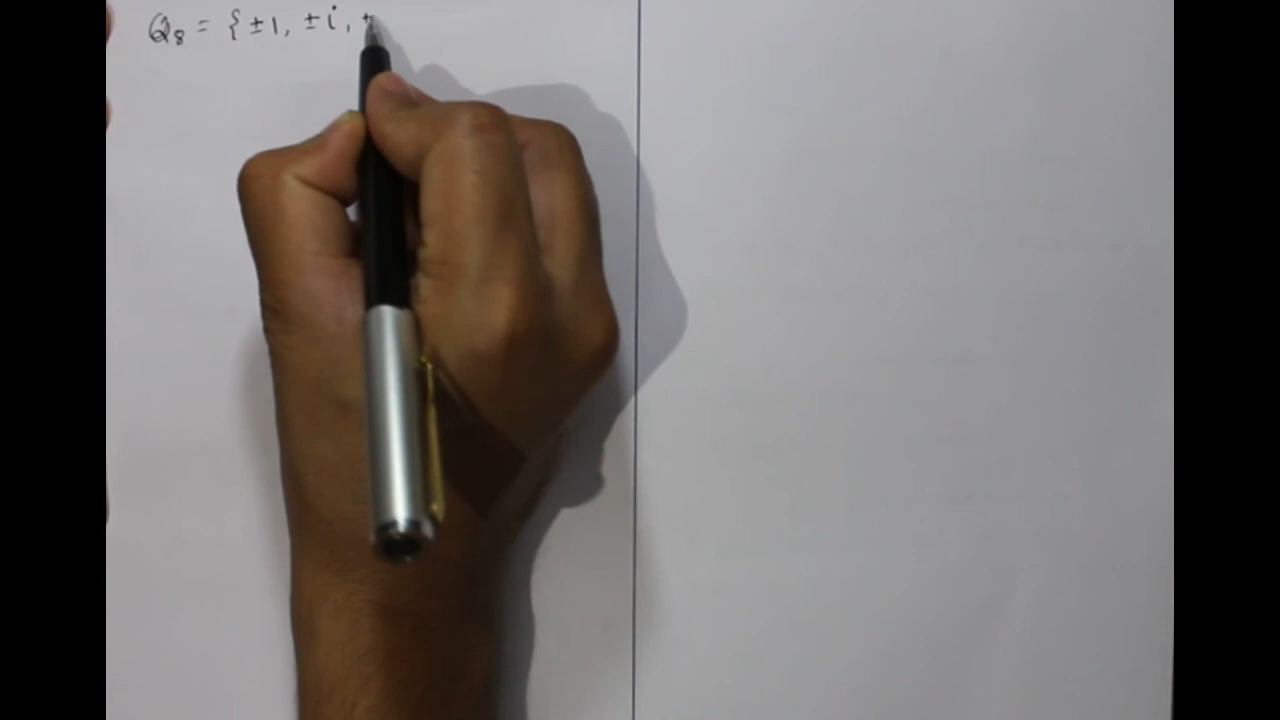 Q₈ = { ±1, ±i, ±